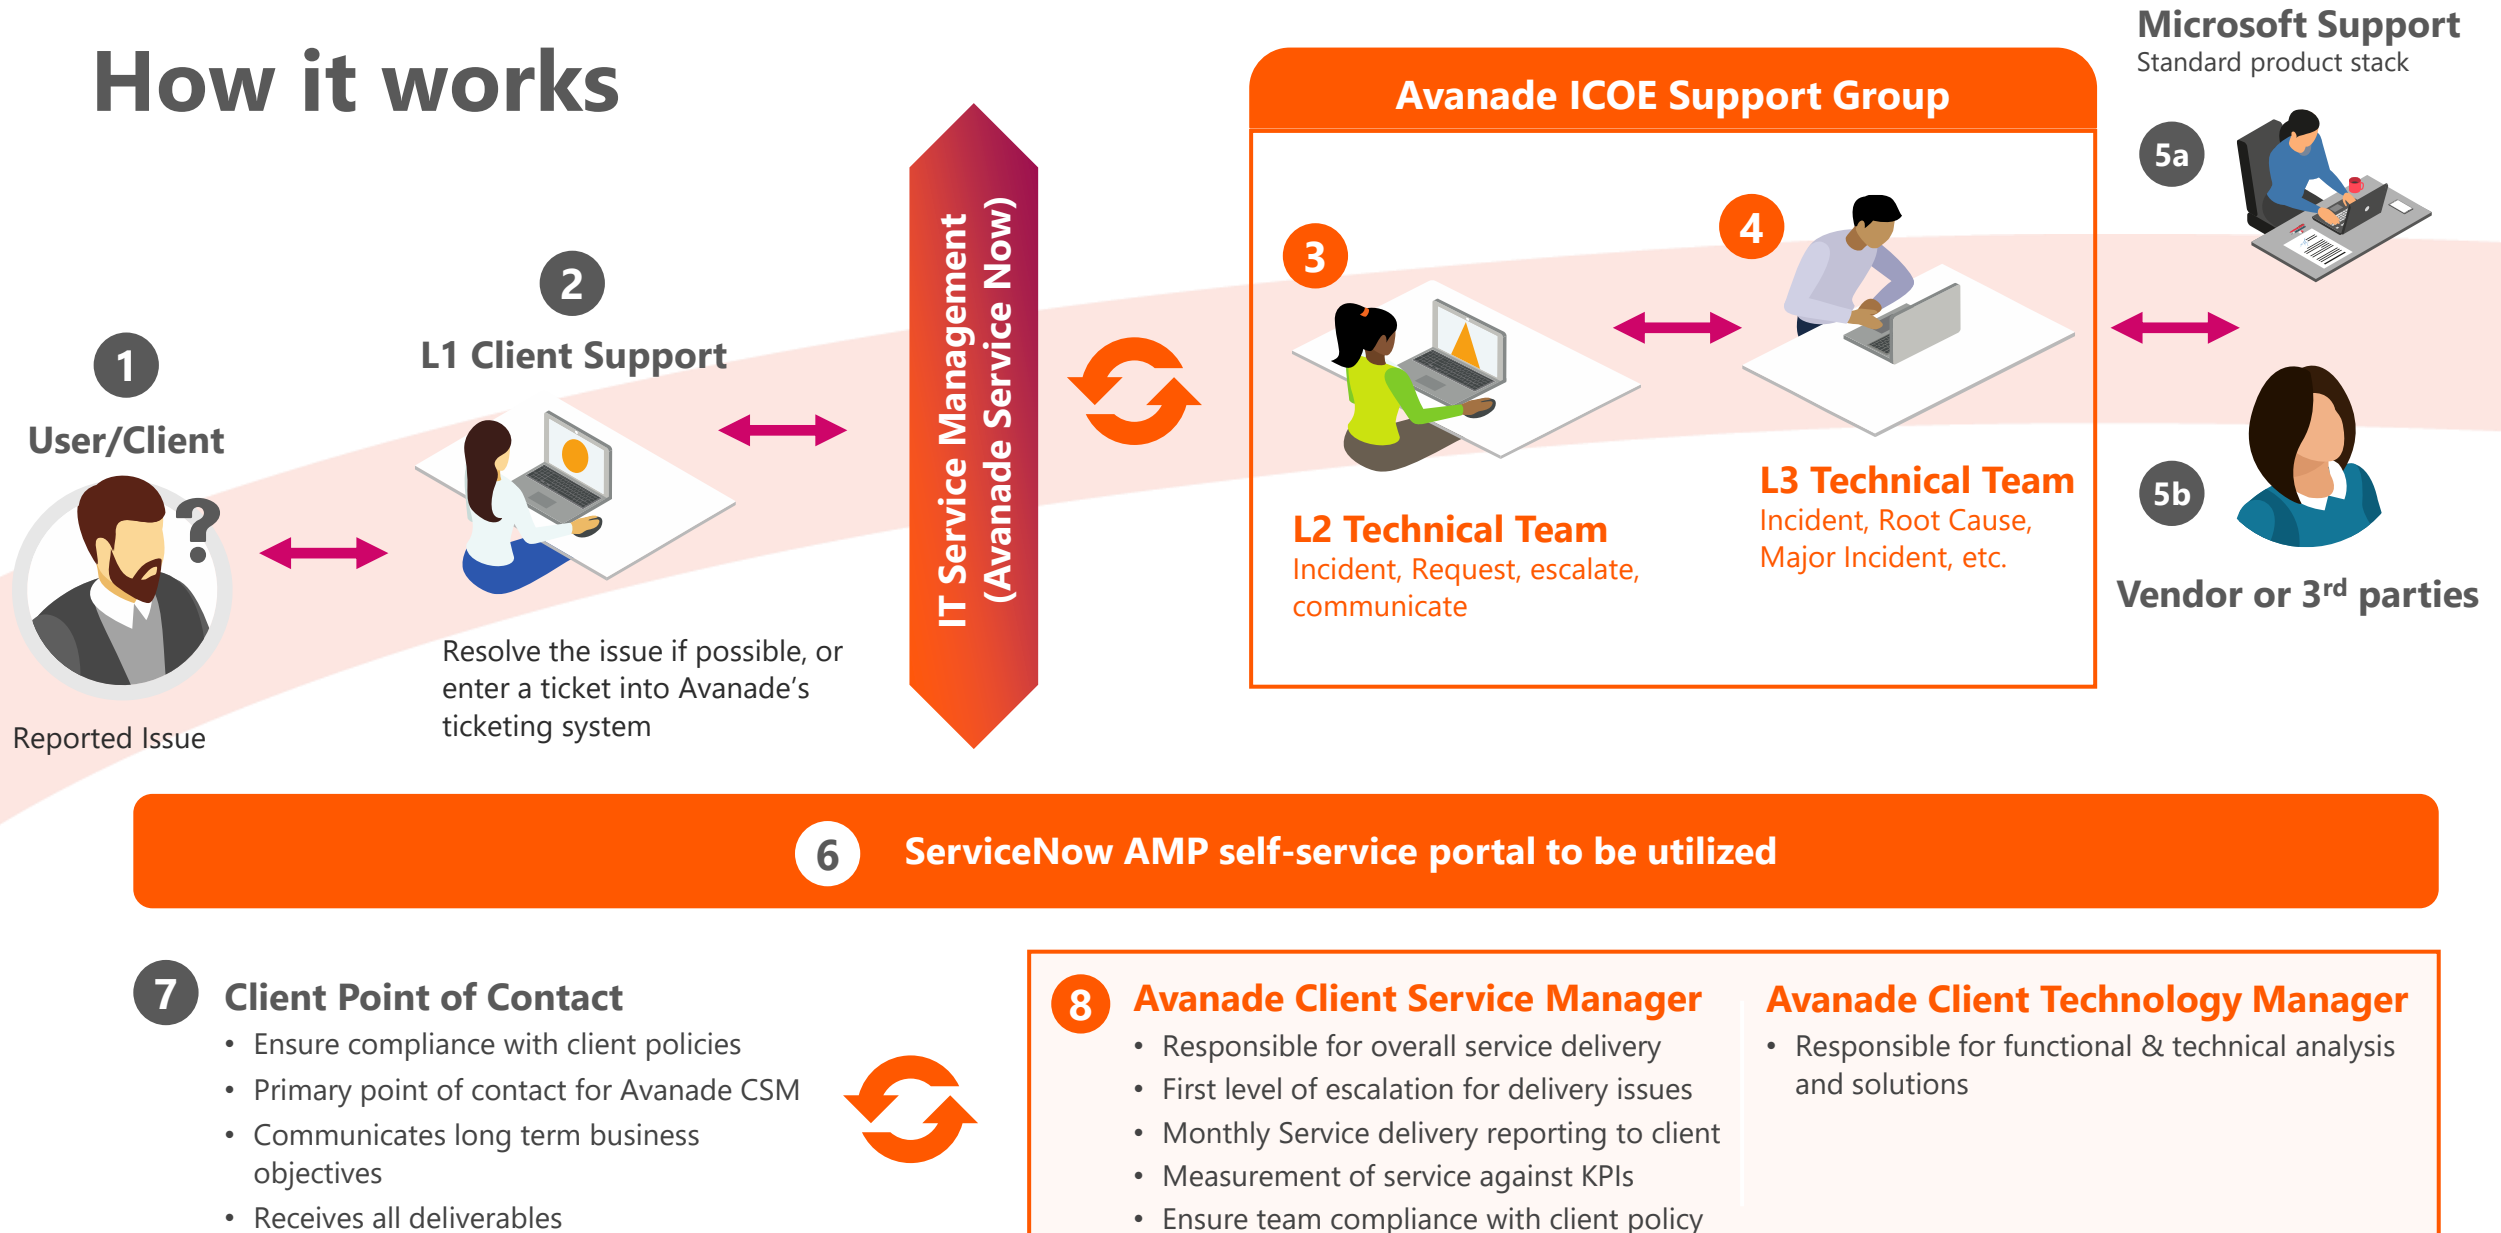 How it works
1
User/Client
?
Reported Issue
2
L1 Client Support
Resolve the issue if possible, or
enter a ticket into Avanade’s
ticketing system
IT Service Management
(Avanade Service Now)
Avanade ICOE Support Group
3
L2 Technical Team
Incident, Request, escalate,
communicate
4
L3 Technical Team
Incident, Root Cause,
Major Incident, etc.
Microsoft Support
Standard product stack
5a
5b
Vendor or 3rd parties
6 ServiceNow AMP self-service portal to be utilized
7 Client Point of Contact
• Ensure compliance with client policies
• Primary point of contact for Avanade CSM
• Communicates long term business
objectives
• Receives all deliverables
8 Avanade Client Service Manager
• Responsible for overall service delivery
• First level of escalation for delivery issues
• Monthly Service delivery reporting to client
• Measurement of service against KPIs
• Ensure team compliance with client policy
Avanade Client Technology Manager
• Responsible for functional & technical analysis
and solutions